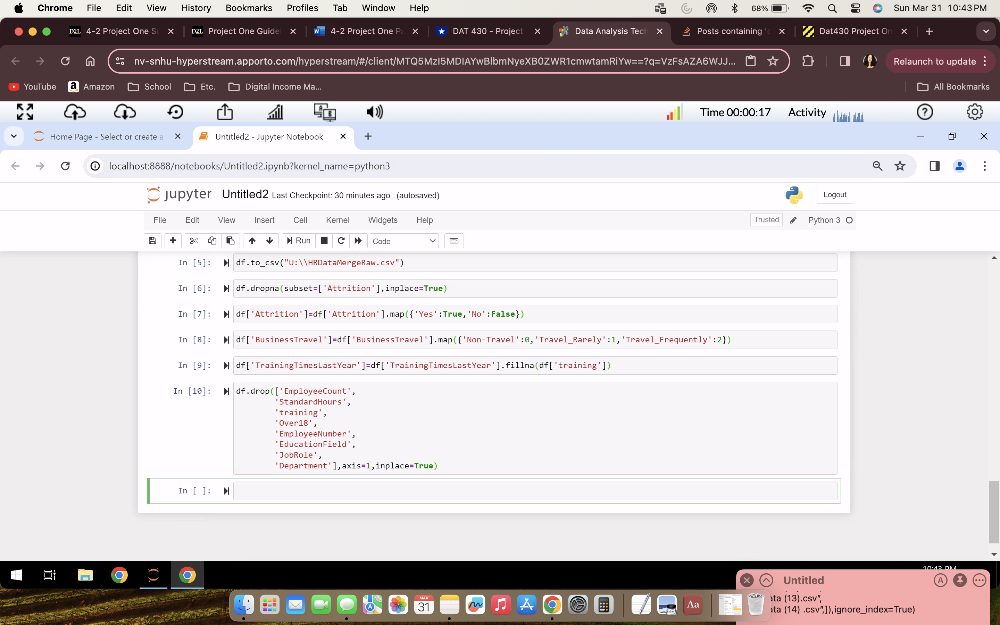 Chrome File Edit View History Bookmarks Profiles Tab Window Help 68% Sun Mar 31 10:43 PM
D2L 4-2 Project One Su D2L Project One Guidel 4-2 Project One Pa DAT 430 - Project Data Analysis Tech Posts containing 'c Dat430 Project On
nv-snhu-hyperstream.apporto.com/hyperstream/#/client/MTQ5MzI5MDIAYwBlbmNyeXB0ZWR1cmwtamRiYw==?q=VzFsAZA6WJJ... Relaunch to update
YouTube Amazon School Etc. Digital Income Ma... All Bookmarks
Time 00:00:17 Activity
Home Page - Select or create a Untitled2 - Jupyter Notebook
localhost:8888/notebooks/Untitled2.ipynb?kernel_name=python3
jupyter Untitled2 Last Checkpoint: 30 minutes ago (autosaved) Logout
File Edit View Insert Cell Kernel Widgets Help Trusted Python 3
Run Code
In [5]: df.to_csv("U:\\HRDataMergeRaw.csv")
In [6]: df.dropna(subset=['Attrition'],inplace=True)
In [7]: df['Attrition']=df['Attrition'].map({'Yes':True,'No':False})
In [8]: df['BusinessTravel']=df['BusinessTravel'].map({'Non-Travel':0,'Travel_Rarely':1,'Travel_Frequently':2})
In [9]: df['TrainingTimesLastYear']=df['TrainingTimesLastYear'].fillna(df['training'])
In [10]: df.drop(['EmployeeCount',
'StandardHours',
'training',
'Over18',
'EmployeeNumber',
'EducationField',
'JobRole',
'Department'],axis=1,inplace=True)
In [ ]:
10:43 PM
Untitled
ata (13).csv",
ata (14) .csv",]),ignore_index=True)
MAR
31
Aa